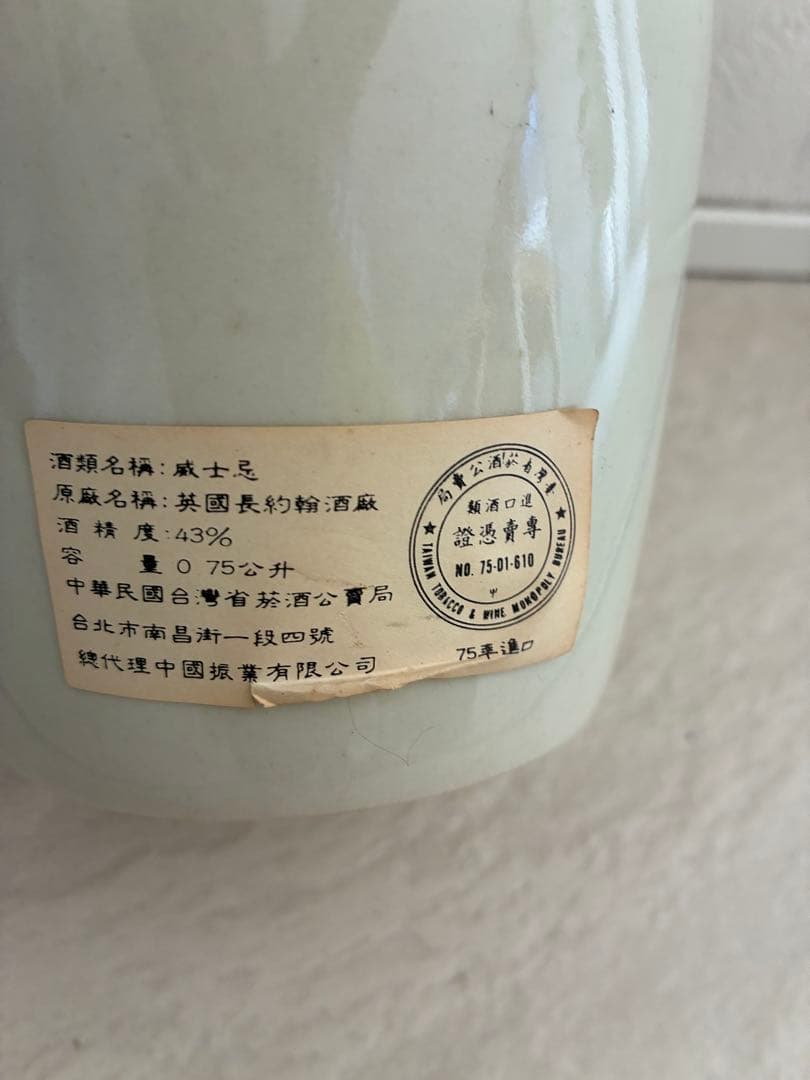 酒類名稱:威士忌
原廠名稱:英國長約翰酒廠
酒精度:43%
容量 0 75公升
中華民國台灣省菸酒公賣局
台北市南昌街一段四號
總代理中國振業有限公司
臺灣省菸酒公賣局
進口酒類
專賣憑證
NO. 75-01-610
TAIWAN TOBACCO & WINE MONOPOLY BUREAU
75年進口